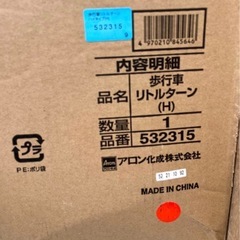 532315
4 970210 845646
内容明細
品名
歩行車
リトルターン
(H)
数量
1
品番
532315
アロン化成株式会社
MADE IN CHINA
プラ
PE:ポリ袋